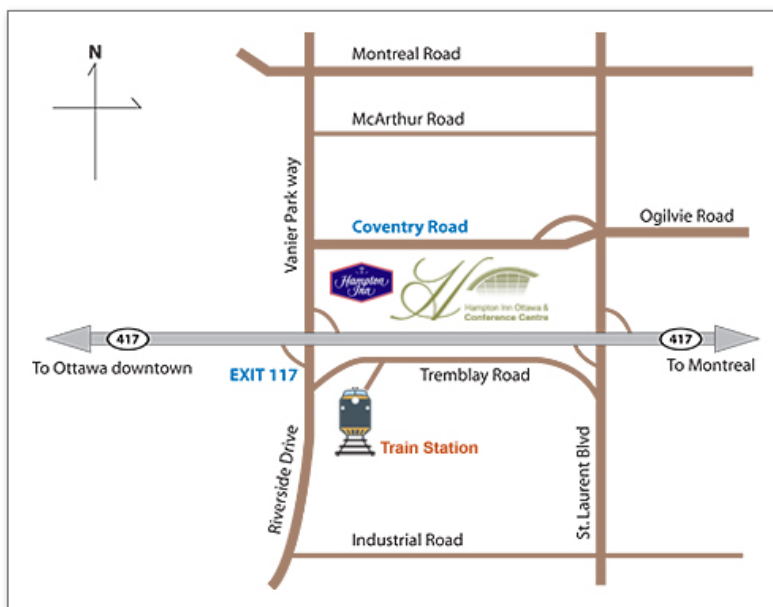 N
Montreal Road
McArthur Road
Vanier Park way
Coventry Road
Ogilvie Road
Hampton
Inn
H
Hampton Inn Ottawa &
Conference Centre
417
417
To Ottawa downtown
To Montreal
EXIT 117
Tremblay Road
Train Station
Riverside Drive
St. Laurent Blvd
Industrial Road